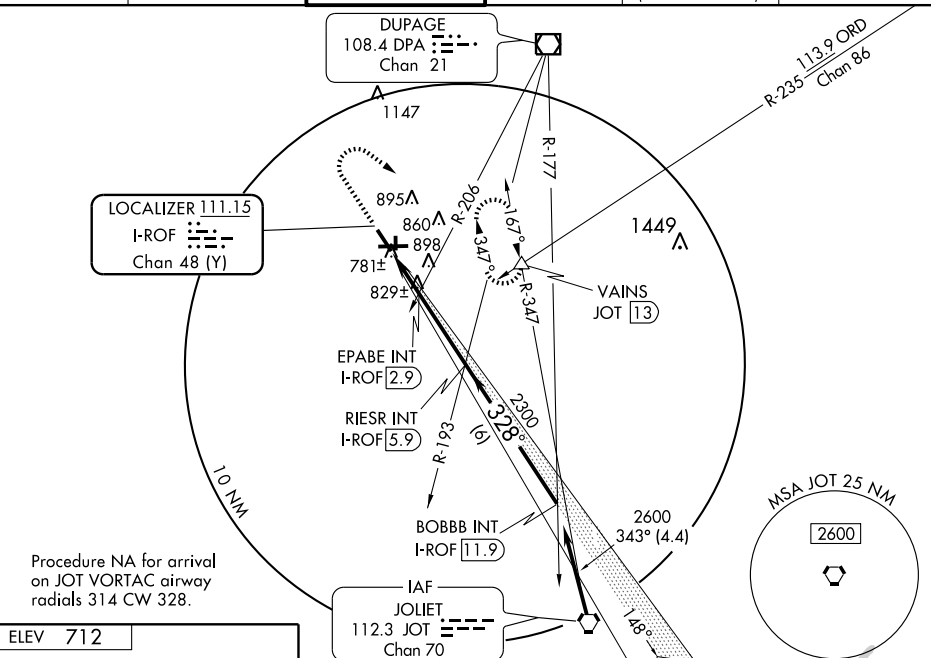 DUPAGE
108.4 DPA
Chan 21
113.9 ORD
R-235
Chan 86
1147
R-177
R-206
LOCALIZER 111.15
I-ROF
Chan 48 (Y)
895
860
898
781±
829±
167°
347°
1449
R-347
VAINS
JOT 13
EPABE INT
I-ROF 2.9
RIESR INT
I-ROF 5.9
2300
328°
(6)
R-193
10 NM
BOBBB INT
I-ROF 11.9
2600
343° (4.4)
MSA JOT 25 NM
2600
Procedure NA for arrival
on JOT VORTAC airway
radials 314 CW 328.
IAF
JOLIET
112.3 JOT
Chan 70
148°
ELEV 712